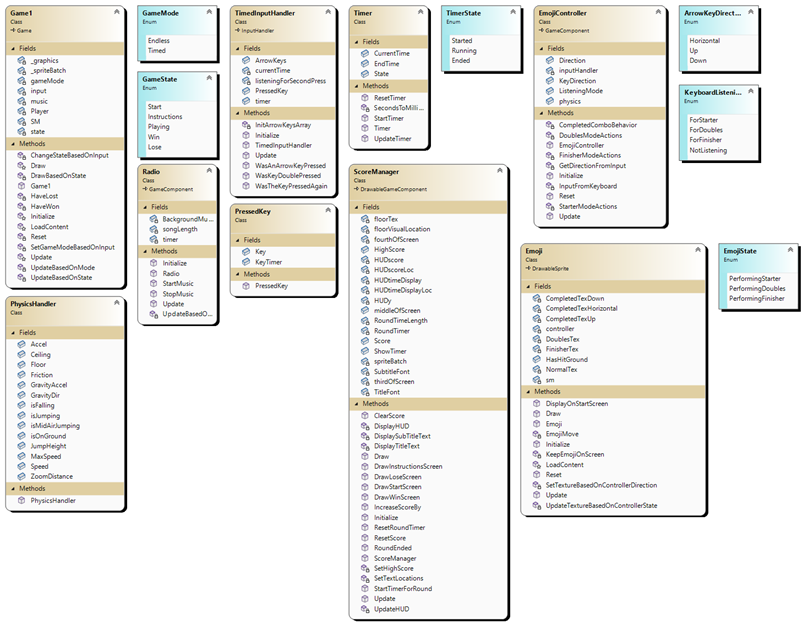 Game1
Class
Game
Fields
_graphics
_spriteBatch
gameMode
input
music
Player
SM
state
Methods
ChangeStateBasedOnInput
Draw
DrawBasedOnState
Game1
HaveLost
HaveWon
Initialize
LoadContent
Reset
SetGameModeBasedOnInput
Update
UpdateBasedOnMode
UpdateBasedOnState
PhysicsHandler
Class
Fields
Accel
Ceiling
Floor
Friction
GravityAccel
GravityDir
isFalling
isJumping
isMidAirJumping
isOnGround
JumpHeight
MaxSpeed
Speed
ZoomDistance
Methods
PhysicsHandler
GameMode
Enum
Endless
Timed
GameState
Enum
Start
Instructions
Playing
Win
Lose
Radio
Class
GameComponent
Fields
BackgroundMu...
songLength
timer
Methods
Initialize
Radio
StartMusic
StopMusic
Update
UpdateBasedO...
TimedInputHandler
Class
InputHandler
Fields
ArrowKeys
currentTime
listeningForSecondPress
PressedKey
timer
Methods
InitArrowKeysArray
Initialize
TimedInputHandler
Update
WasAnArrowKeyPressed
WasKeyDoublePressed
WasTheKeyPressedAgain
PressedKey
Class
Fields
Key
KeyTimer
Methods
PressedKey
Timer
Class
Fields
CurrentTime
EndTime
State
Methods
ResetTimer
SecondsToMilli...
StartTimer
Timer
UpdateTimer
ScoreManager
Class
DrawableGameComponent
Fields
floorTex
floorVisualLocation
fourthOfScreen
HighScore
HUDscore
HUDscoreLoc
HUDtimeDisplay
HUDtimeDisplayLoc
HUDy
middleOfScreen
RoundTimeLength
RoundTimer
Score
ShowTimer
spriteBatch
SubtitleFont
thirdOfScreen
TitleFont
Methods
ClearScore
DisplayHUD
DisplaySubTitleText
DisplayTitleText
Draw
DrawInstructionsScreen
DrawLoseScreen
DrawStartScreen
DrawWinScreen
IncreaseScoreBy
Initialize
ResetRoundTimer
ResetScore
RoundEnded
ScoreManager
SetHighScore
SetTextLocations
StartTimerForRound
Update
UpdateHUD
TimerState
Enum
Started
Running
Ended
EmojiController
Class
GameComponent
Fields
Direction
inputHandler
KeyDirection
ListeningMode
physics
Methods
CompletedComboBehavior
DoublesModeActions
EmojiController
FinisherModeActions
GetDirectionFromInput
Initialize
InputFromKeyboard
Reset
StarterModeActions
Update
Emoji
Class
DrawableSprite
Fields
CompletedTexDown
CompletedTexHorizontal
CompletedTexUp
controller
DoublesTex
FinisherTex
HasHitGround
NormalTex
sm
Methods
DisplayOnStartScreen
Draw
Emoji
EmojiMove
Initialize
KeepEmojiOnScreen
LoadContent
Reset
SetTextureBasedOnControllerDirection
Update
UpdateTextureBasedOnControllerState
ArrowKeyDirect...
Enum
Horizontal
Up
Down
KeyboardListeni...
Enum
ForStarter
ForDoubles
ForFinisher
NotListening
EmojiState
Enum
PerformingStarter
PerformingDoubles
PerformingFinisher